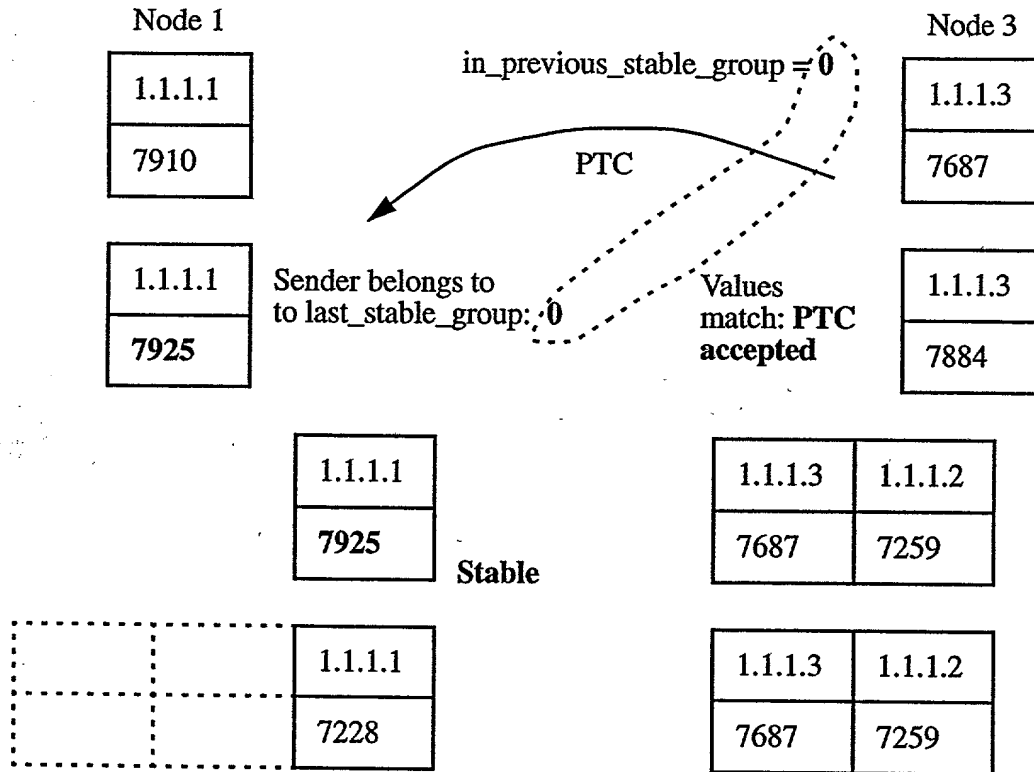 Node 1
Node 3
1.1.1.1
in_previous_stable_group = 0
1.1.1.3
7910
PTC
7687
1.1.1.1
Sender belongs to
to last_stable_group: 0
Values
match: PTC
accepted
1.1.1.3
7925
7884
1.1.1.1
1.1.1.3 1.1.1.2
7925
7687 7259
Stable
1.1.1.1
1.1.1.3 1.1.1.2
7228
7687 7259